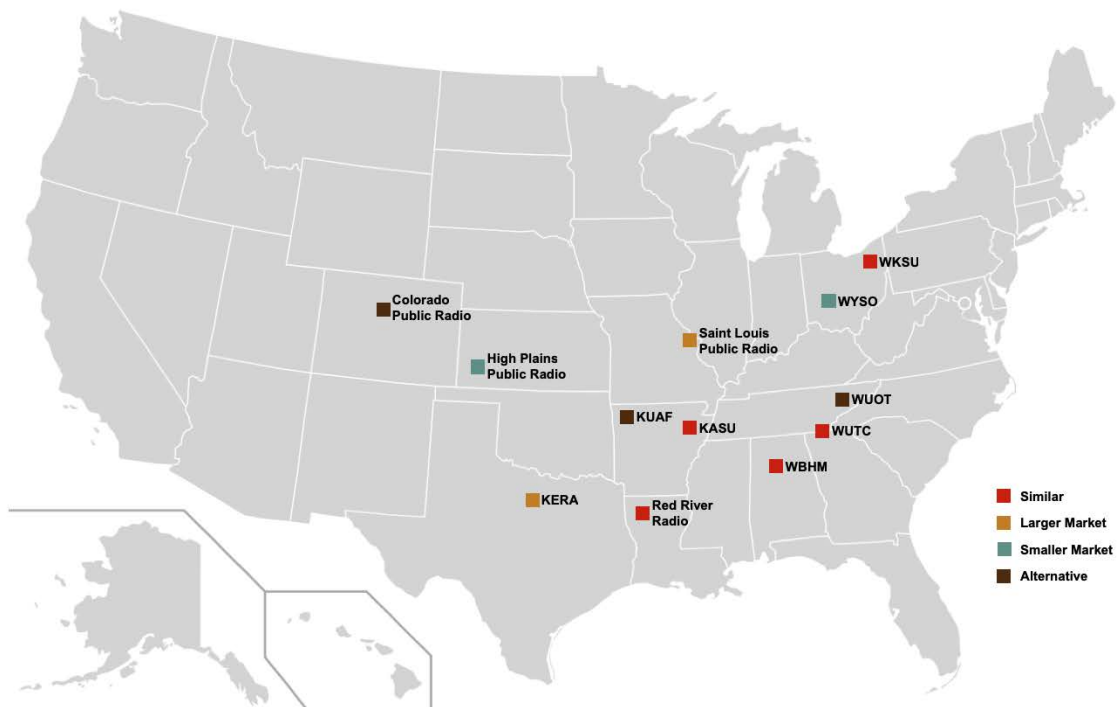 WKSU
Colorado
Public Radio
WYSO
Saint Louis
Public Radio
High Plains
Public Radio
WUOT
KUAF
KASU
WUTC
WBHM
KERA
Red River
Radio
Similar
Larger Market
Smaller Market
Alternative